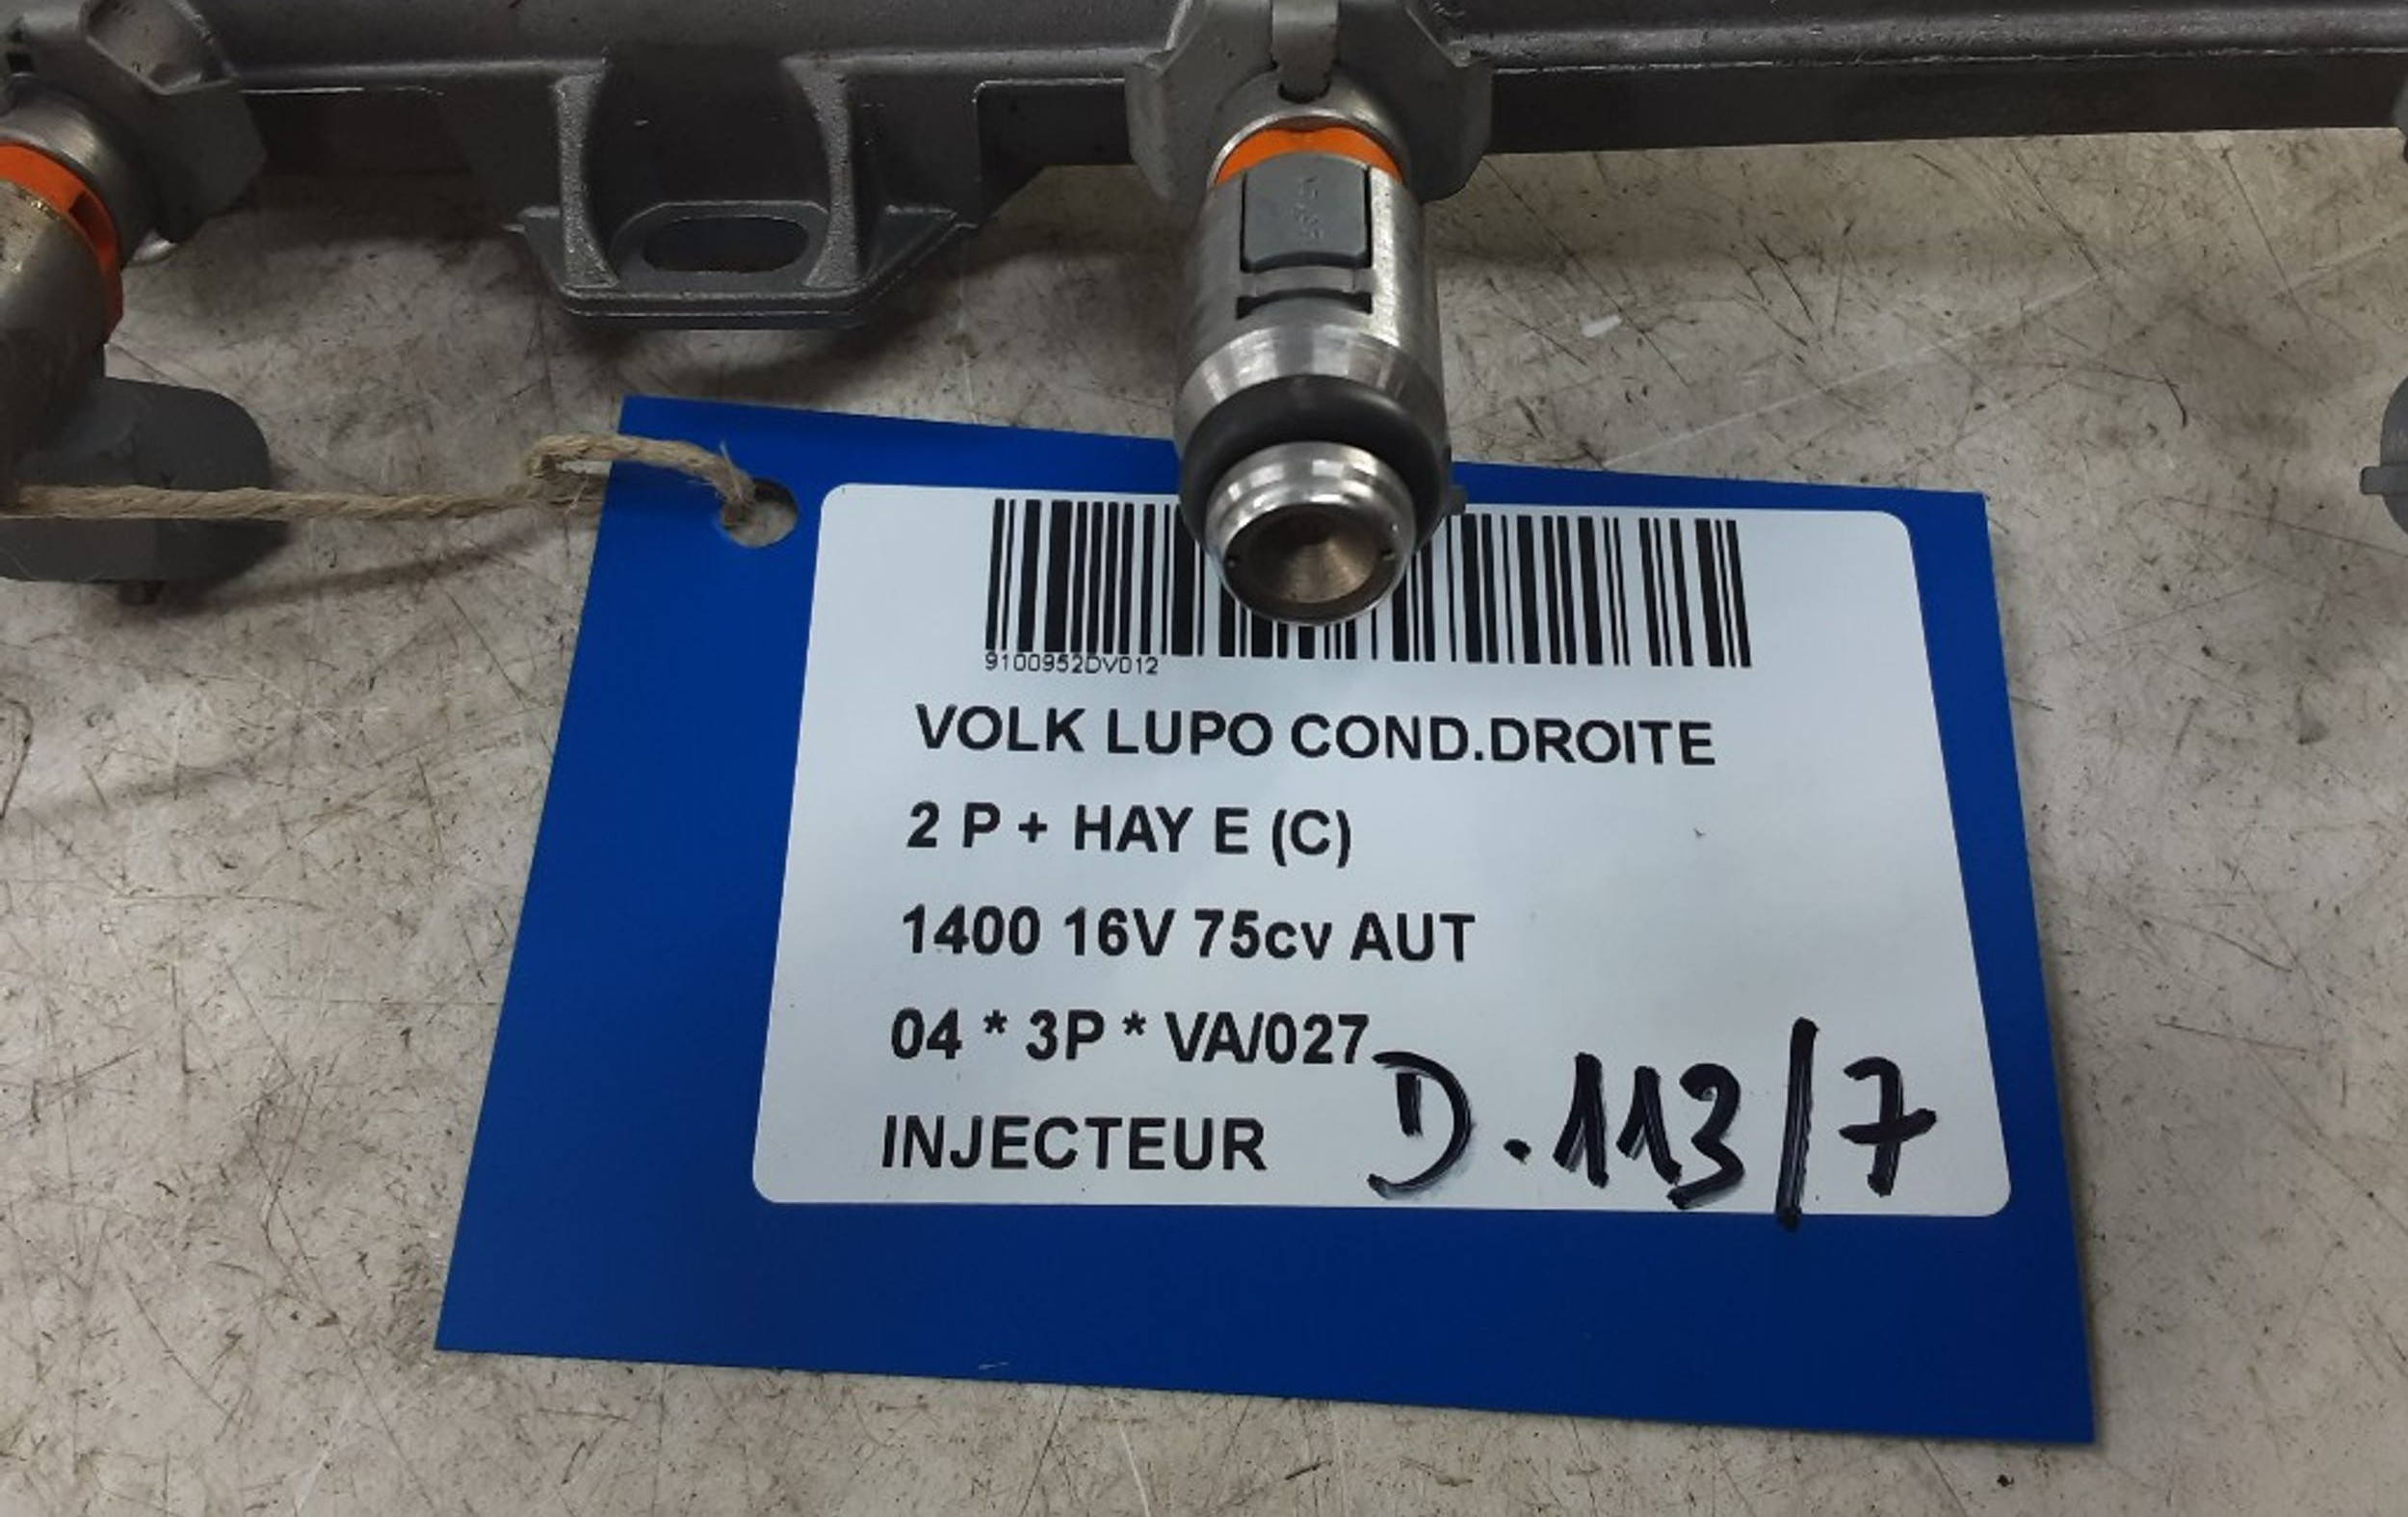 9100952DV012
VOLK LUPO COND.DROITE
2 P + HAY E (C)
1400 16V 75cv AUT
04 * 3P * VA/027
INJECTEUR D.113/7